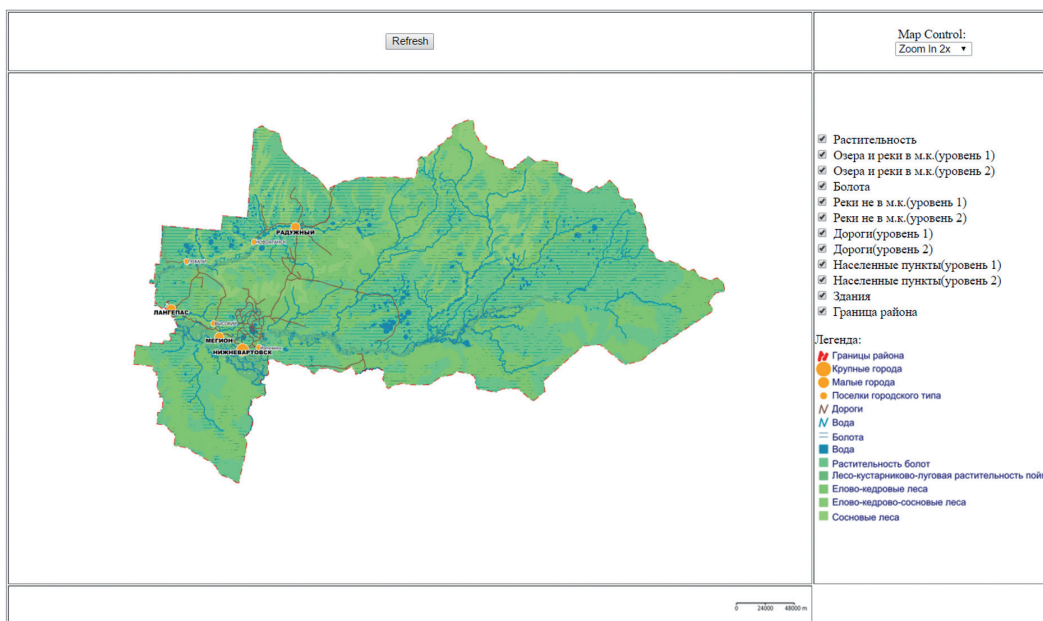 Refresh
Map Control:
Zoom In 2x
Растительность
Озера и реки в м.к.(уровень 1)
Озера и реки в м.к.(уровень 2)
Болота
Реки не в м.к.(уровень 1)
Реки не в м.к.(уровень 2)
Дороги(уровень 1)
Дороги(уровень 2)
Населенные пункты(уровень 1)
Населенные пункты(уровень 2)
Здания
Граница района
РАДУЖНЫЙ
ЛАНГЕПАС
МЕГИОН
НИЖНЕВАРТОВСК
Легенда:
Границы района
Крупные города
Малые города
Поселки городского типа
Дороги
Вода
Болота
Вода
Растительность болот
Лесо-кустарниково-луговая растительность пой
Елово-кедровые леса
Елово-кедрово-сосновые леса
Сосновые леса
0 24000 48000 m